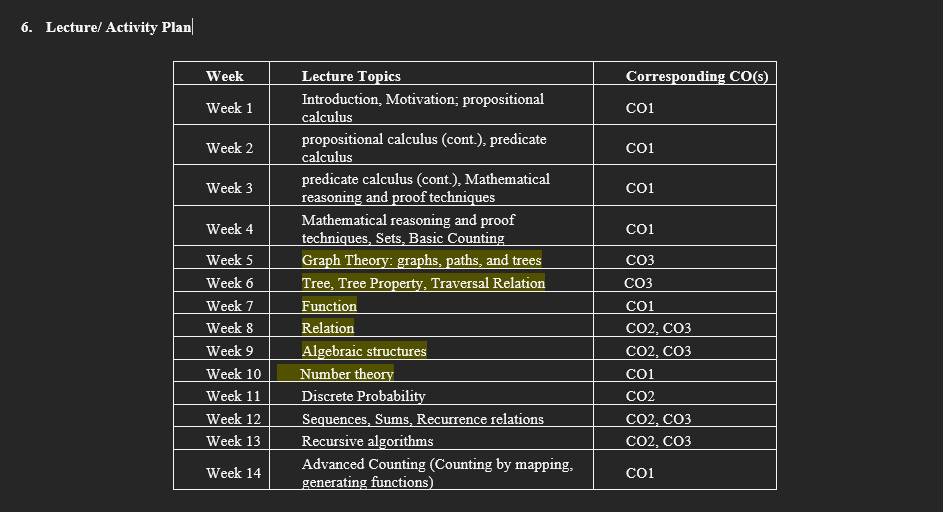 6. Lecture/ Activity Plan
Week Lecture Topics Corresponding CO(s)
Week 1 Introduction, Motivation; propositional
calculus CO1
Week 2 propositional calculus (cont.), predicate
calculus CO1
Week 3 predicate calculus (cont.), Mathematical
reasoning and proof techniques CO1
Week 4 Mathematical reasoning and proof
techniques, Sets, Basic Counting CO1
Week 5 Graph Theory: graphs, paths, and trees CO3
Week 6 Tree, Tree Property, Traversal Relation CO3
Week 7 Function CO1
Week 8 Relation CO2, CO3
Week 9 Algebraic structures CO2, CO3
Week 10 Number theory CO1
Week 11 Discrete Probability CO2
Week 12 Sequences, Sums, Recurrence relations CO2, CO3
Week 13 Recursive algorithms CO2, CO3
Week 14 Advanced Counting (Counting by mapping,
generating functions) CO1